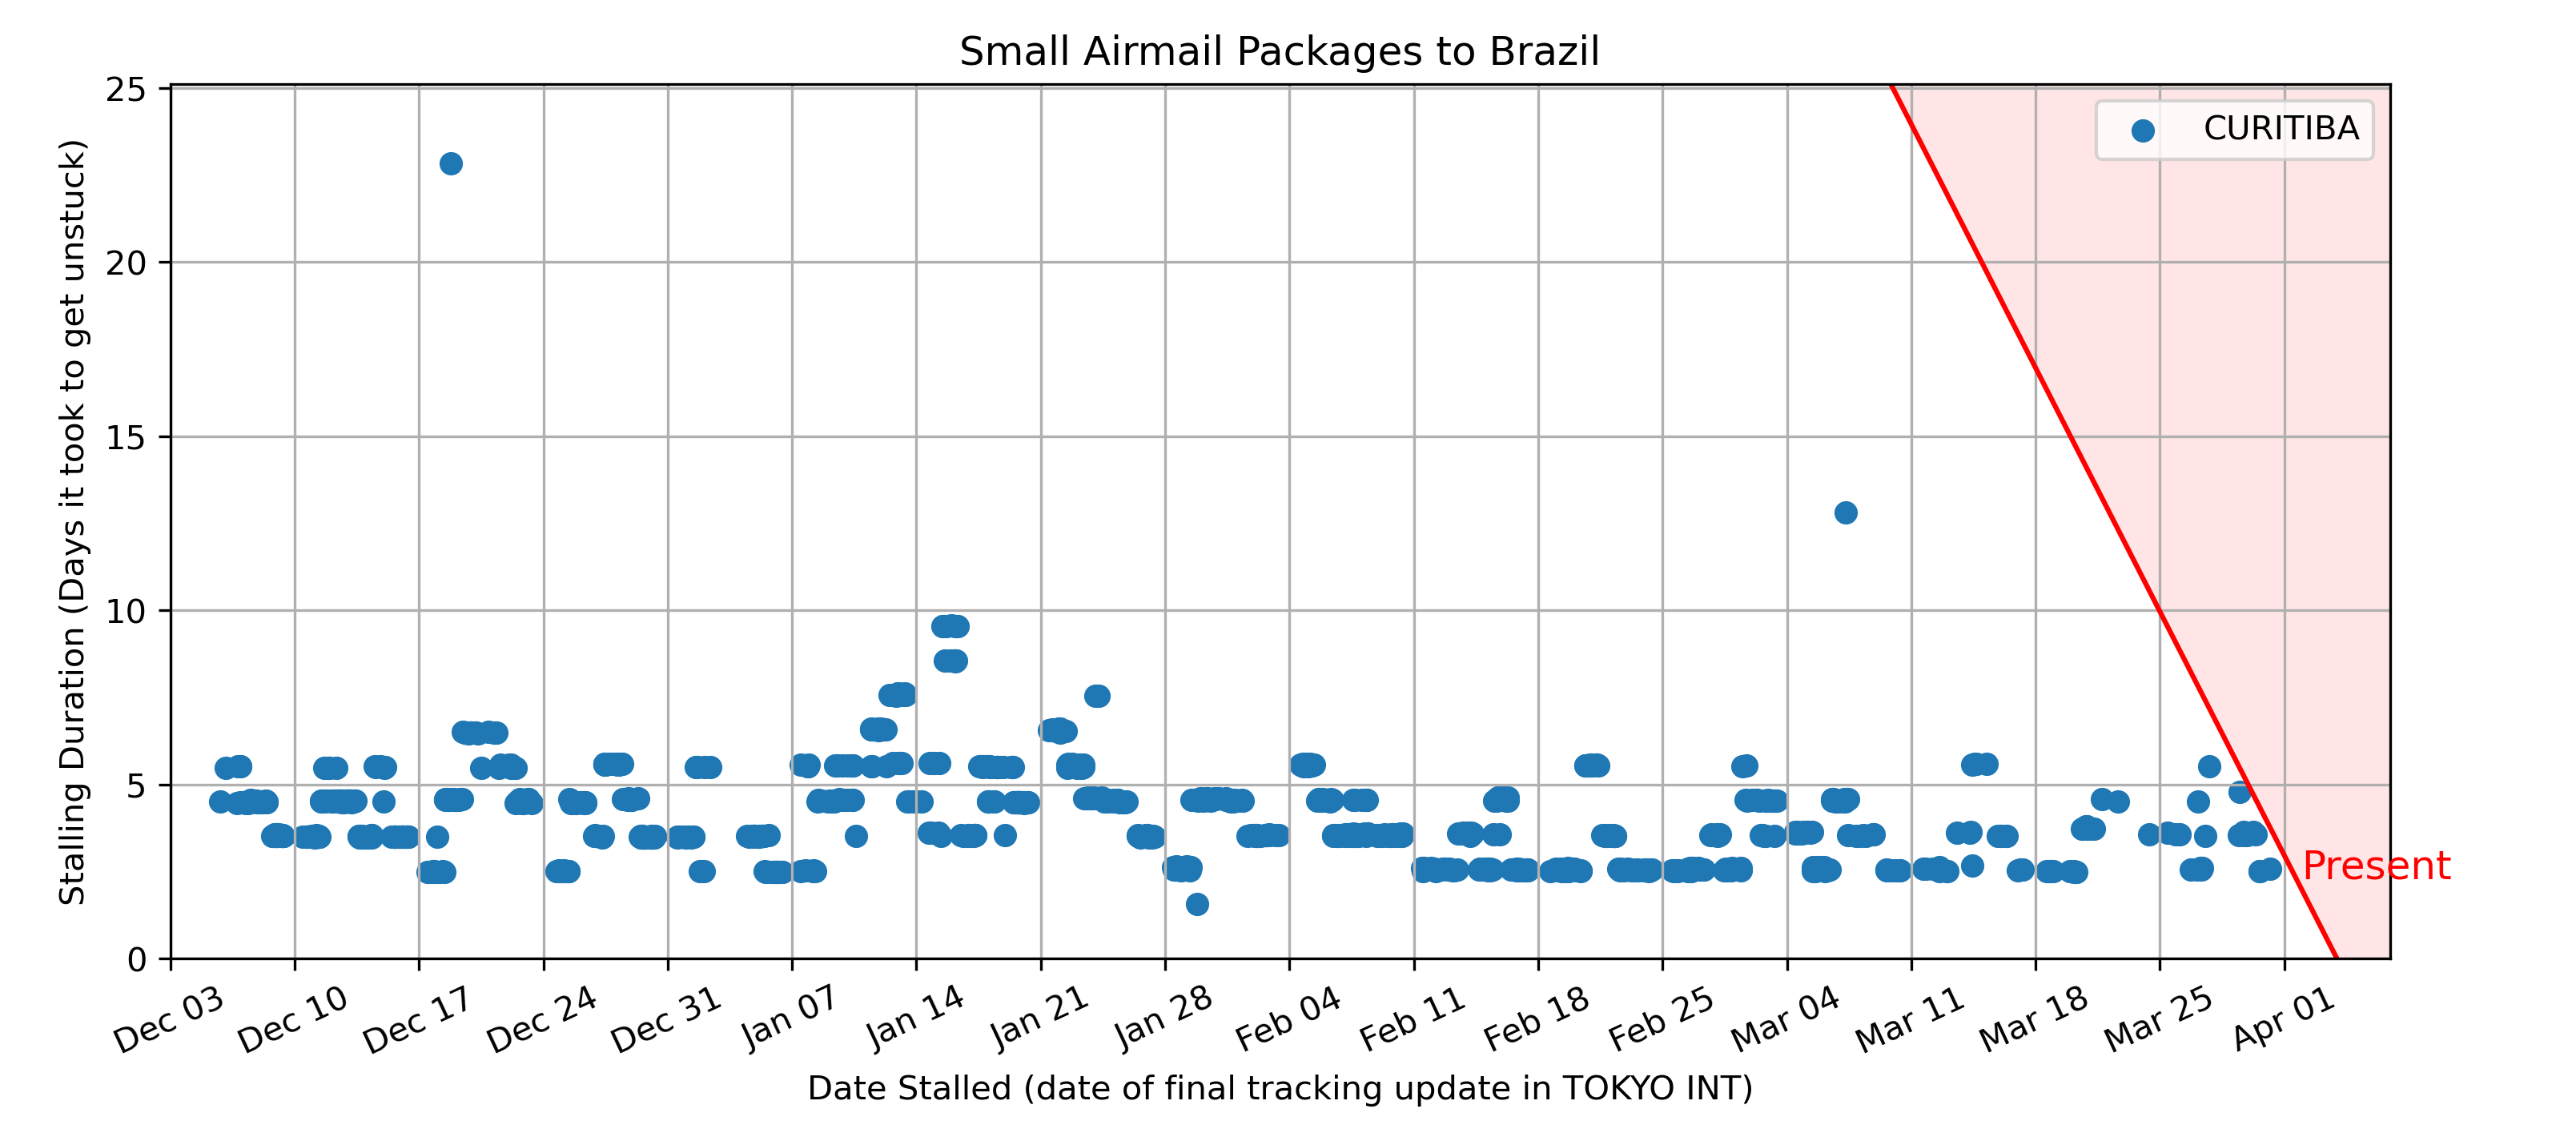 Small Airmail Packages to Brazil
Stalling Duration (Days it took to get unstuck)
25
20
15
10
5
0
CURITIBA
Present
Dec 03
Dec 10
Dec 17
Dec 24
Dec 31
Jan 07
Jan 14
Jan 21
Jan 28
Feb 04
Feb 11
Feb 18
Feb 25
Mar 04
Mar 11
Mar 18
Mar 25
Apr 01
Date Stalled (date of final tracking update in TOKYO INT)